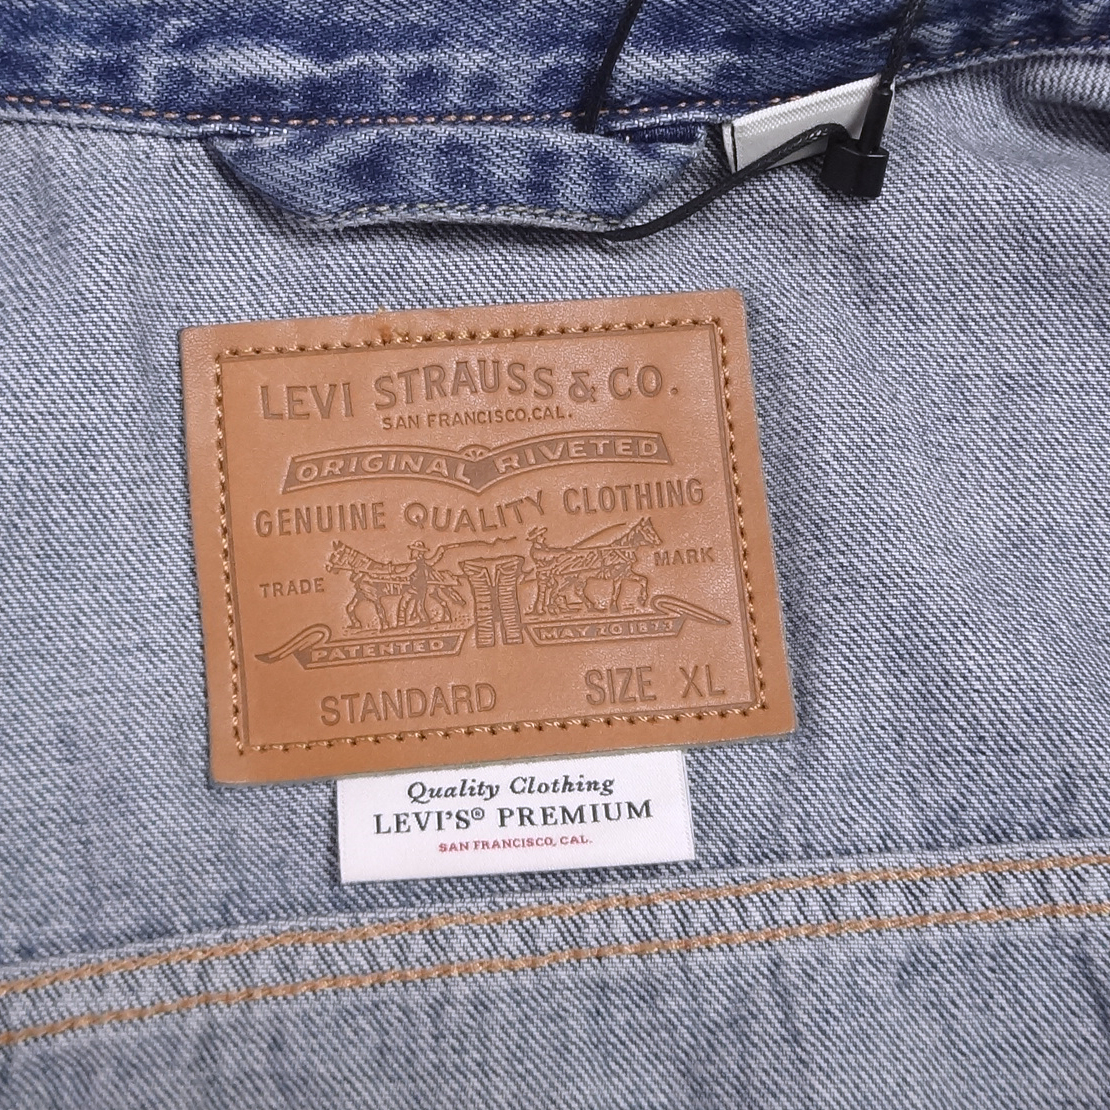 LEVI STRAUSS & CO.
SAN FRANCISCO, CAL.
ORIGINAL RIVETED
GENUINE QUALITY CLOTHING
TRADE MARK
PATENTED MAY 20 1873
STANDARD SIZE XL
Quality Clothing
LEVI'S® PREMIUM
SAN FRANCISCO, CAL.